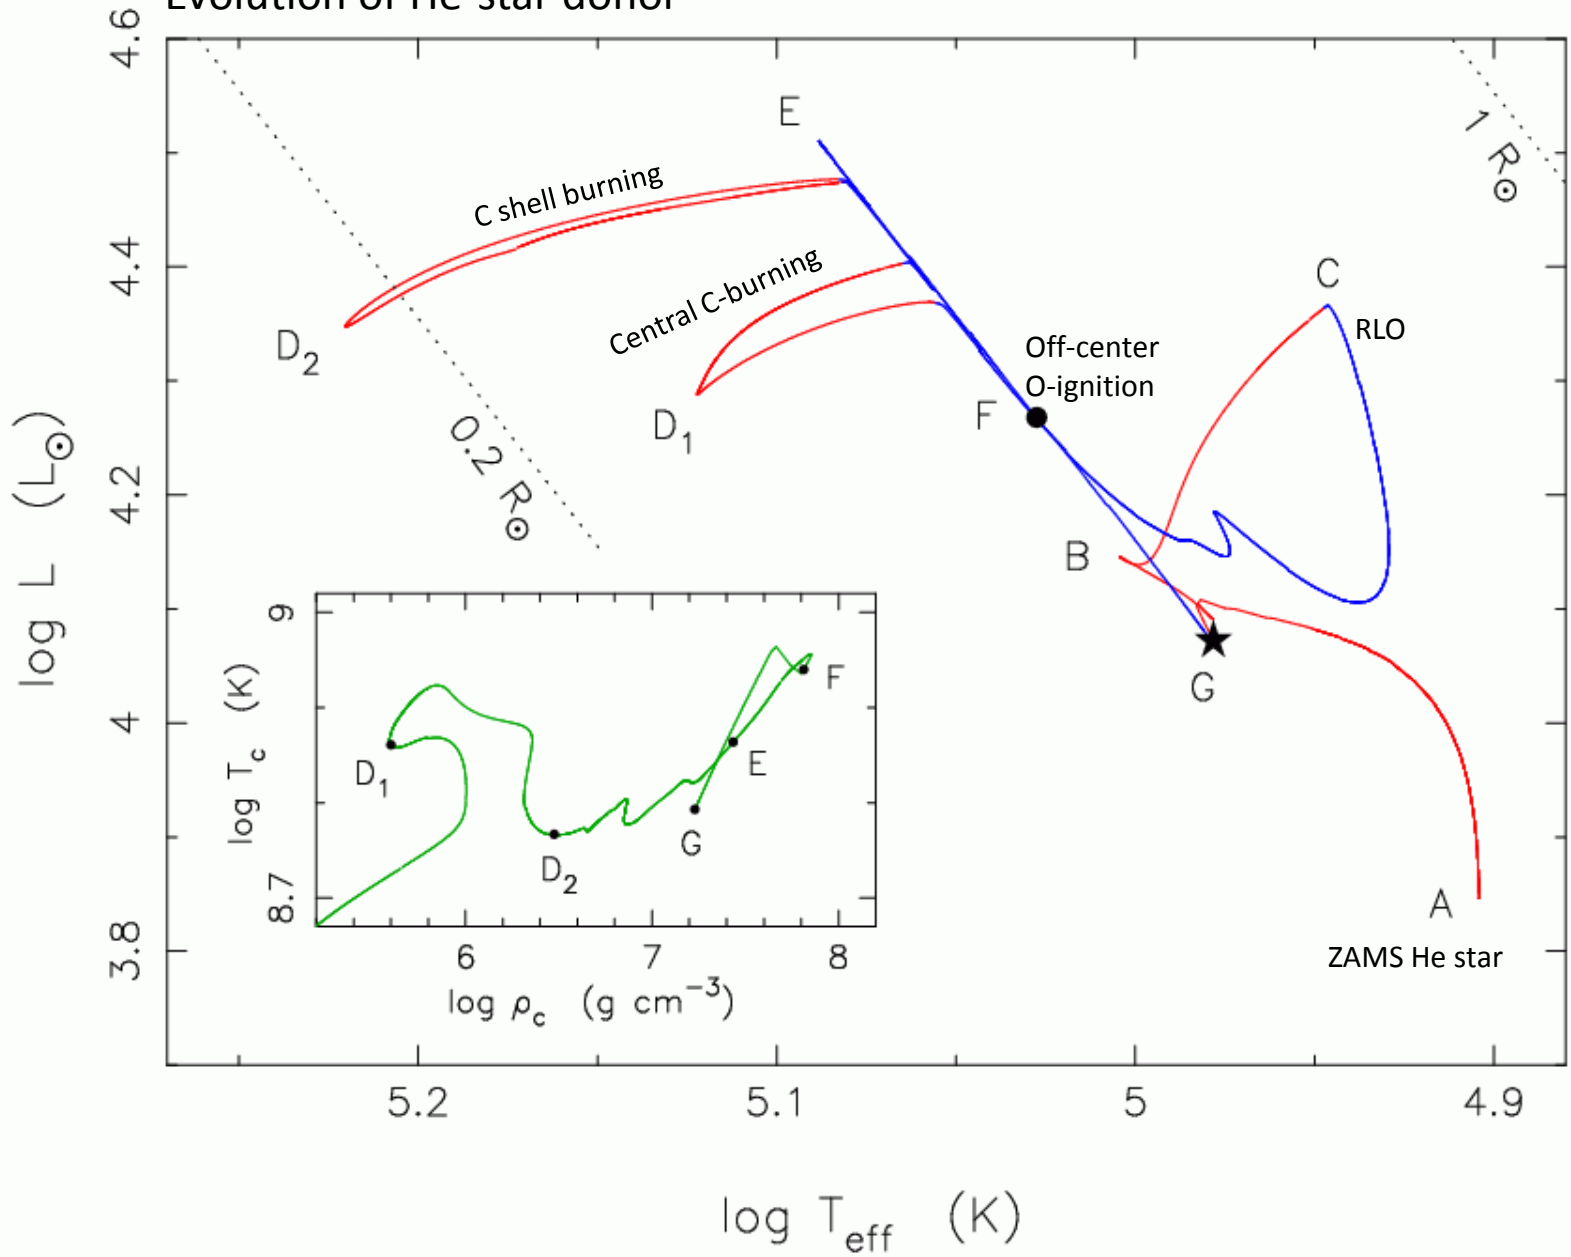 Evolution of He-star donor
4.6
4.4
4.2
4
3.8
log L (L☉)
5.2
5.1
5
4.9
log Teff (K)
1 R☉
0.2 R☉
E
C shell burning
D2
Central C-burning
D1
Off-center
O-ignition
F
C
RLO
B
G
A
ZAMS He star
9
8.7
log Tc (K)
D1
D2
E
F
G
6
7
8
log ρc (g cm−3)